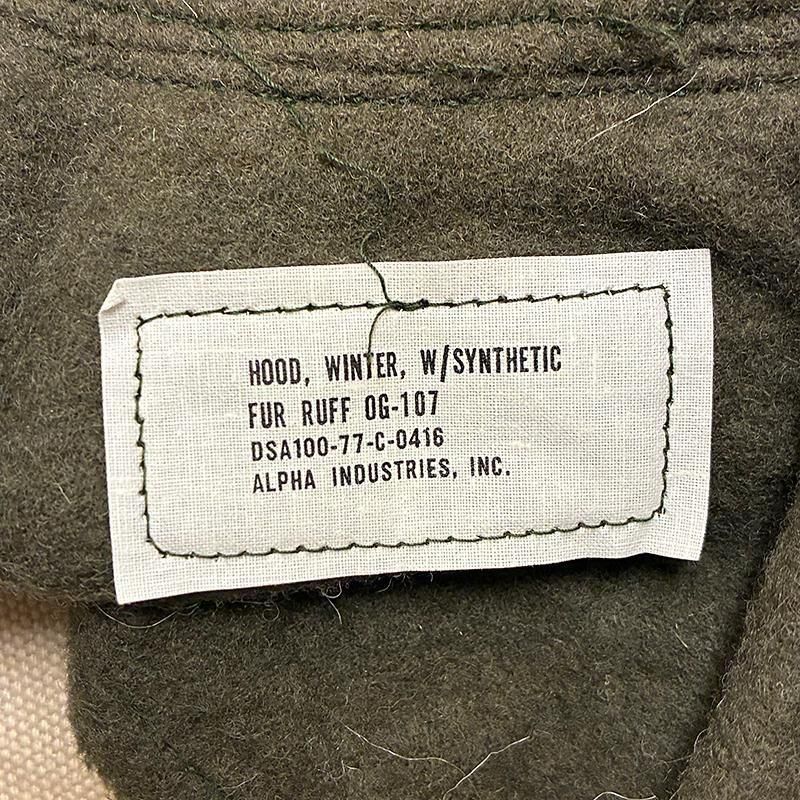 HOOD, WINTER, W/SYNTHETIC
FUR RUFF OG-107
DSA100-77-C-0416
ALPHA INDUSTRIES, INC.